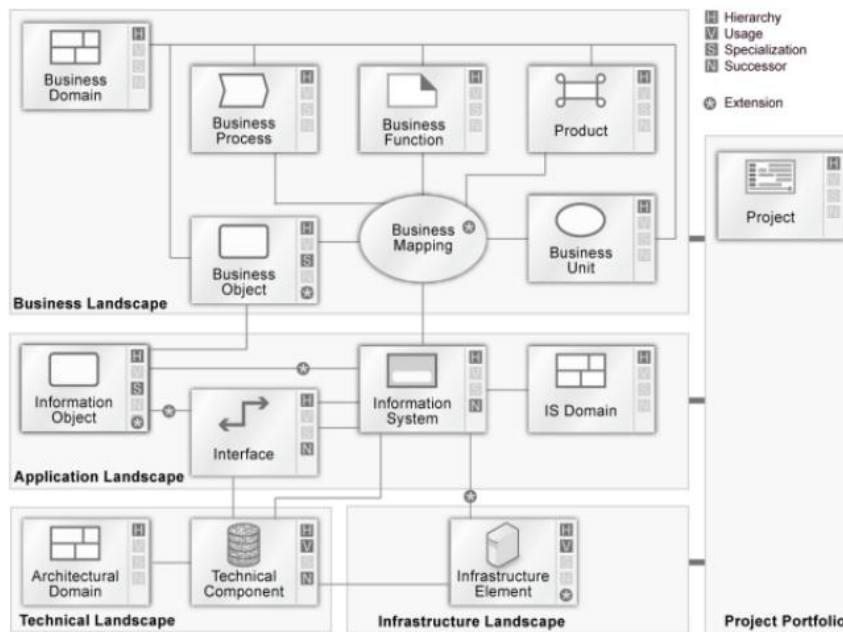 H Hierarchy
V Usage
S Specialization
N Successor
Extension
Business
Domain
H
Business
Process
H
Business
Function
H
Product
H
Project
H
Business
Object
H
S
Business
Mapping
Business
Unit
H
Business Landscape
Information
Object
H
S
Interface
H
N
Information
System
H
N
IS Domain
H
Application Landscape
Architectural
Domain
H
Technical
Component
H
V
N
Infrastructure
Element
H
V
Technical Landscape
Infrastructure Landscape
Project Portfolio